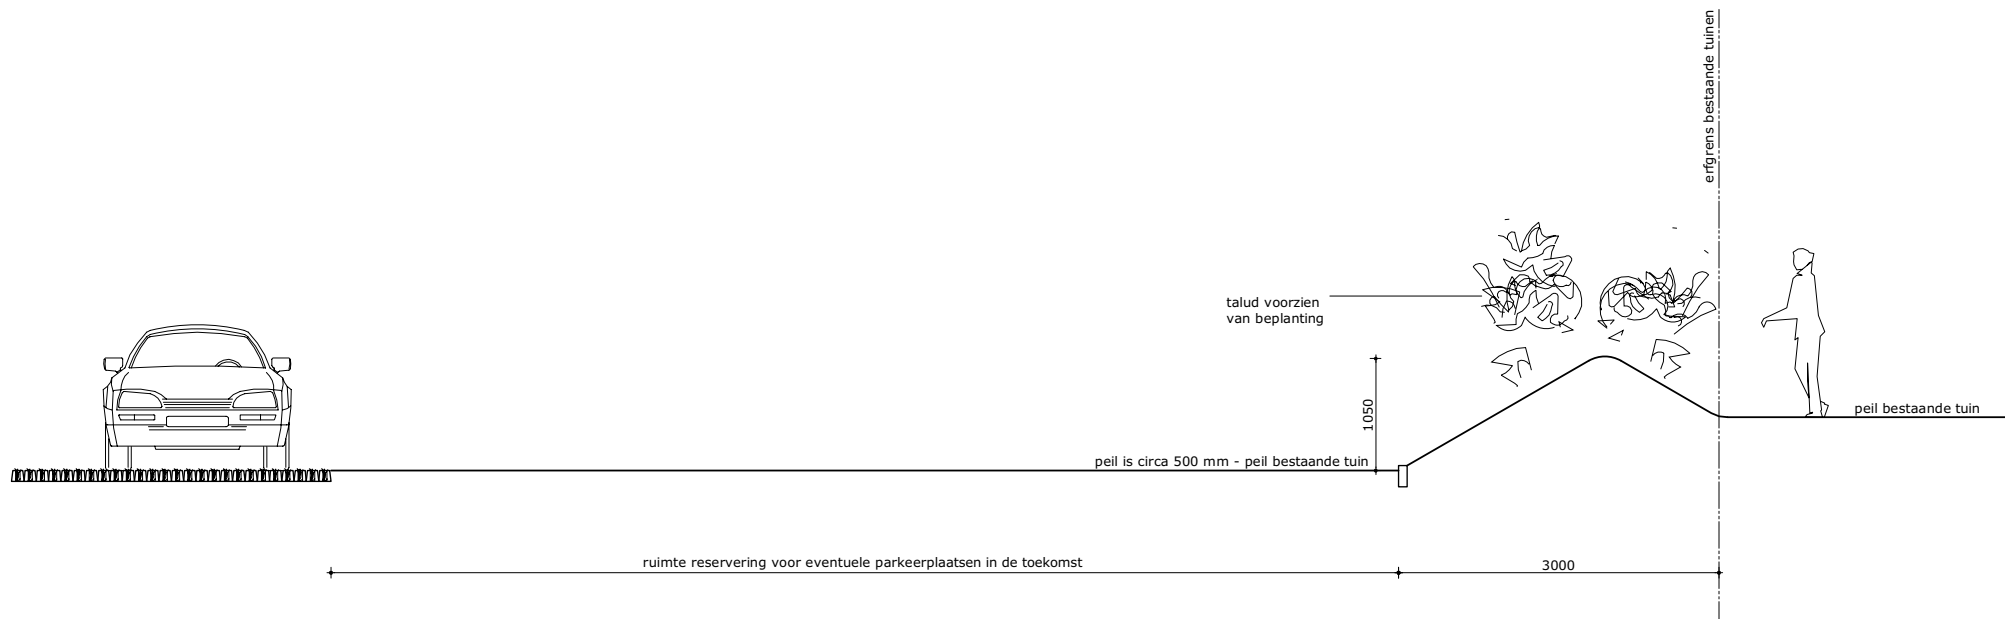 erfgrens bestaande tuinen
talud voorzien
van beplanting
1050
peil bestaande tuin
peil is circa 500 mm - peil bestaande tuin
ruimte reservering voor eventuele parkeerplaatsen in de toekomst
3000